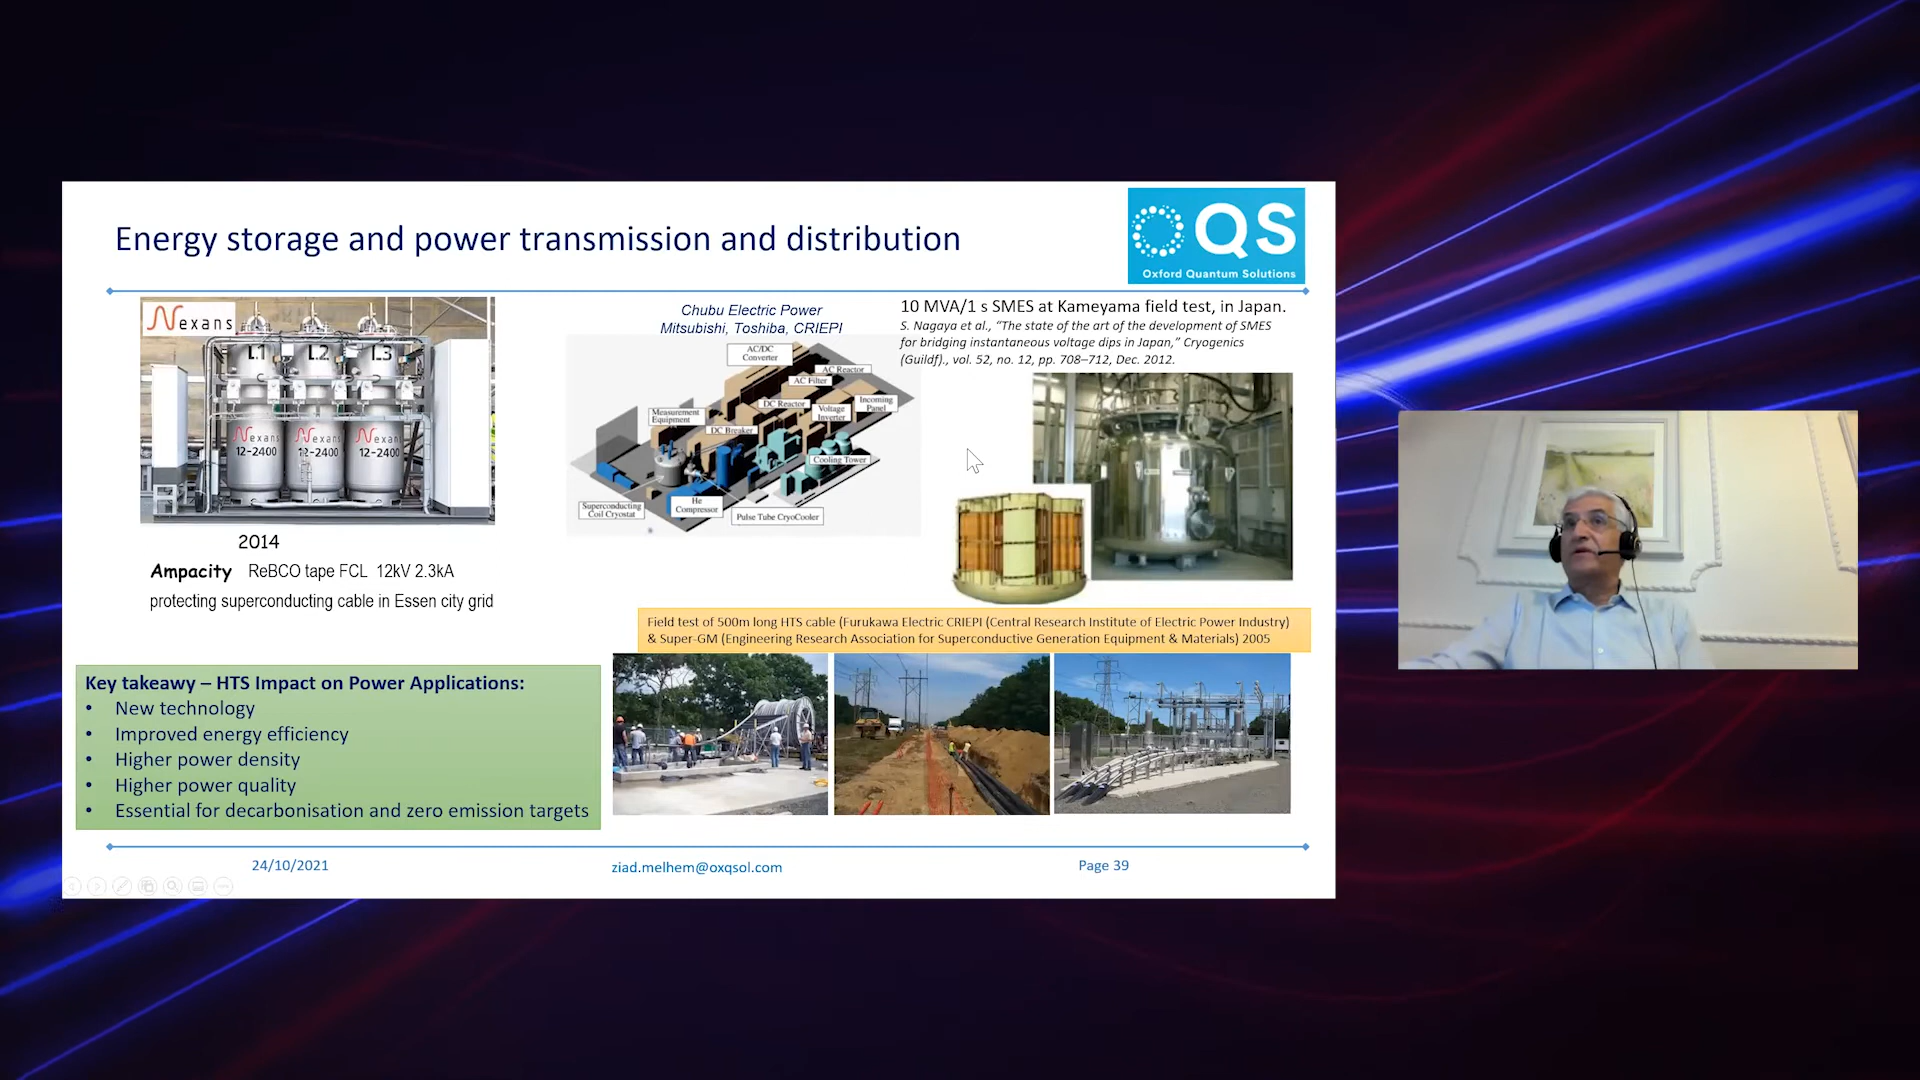 Energy storage and power transmission and distribution
QS
Oxford Quantum Solutions
Nexans
L1 L2 L3
Nexans Nexans Nexans
12-2400 12-2400 12-2400
2014
Ampacity ReBCO tape FCL 12kV 2.3kA
protecting superconducting cable in Essen city grid
Chubu Electric Power
Mitsubishi, Toshiba, CRIEPI
AC/DC
Converter
AC Reactor
AC Filter
DC Reactor
Incoming
Panel
Voltage
Inverter
Measurement
Equipment
DC Breaker
Cooling Tower
Superconducting
Coil Cryostat
He
Compressor
Pulse Tube CryoCooler
10 MVA/1 s SMES at Kameyama field test, in Japan.
S. Nagaya et al., “The state of the art of the development of SMES
for bridging instantaneous voltage dips in Japan,” Cryogenics
(Guildf)., vol. 52, no. 12, pp. 708–712, Dec. 2012.
Field test of 500m long HTS cable (Furukawa Electric CRIEPI (Central Research Institute of Electric Power Industry)
& Super-GM (Engineering Research Association for Superconductive Generation Equipment & Materials) 2005
Key takeawy – HTS Impact on Power Applications:
• New technology
• Improved energy efficiency
• Higher power density
• Higher power quality
• Essential for decarbonisation and zero emission targets
24/10/2021
ziad.melhem@oxqsol.com
Page 39